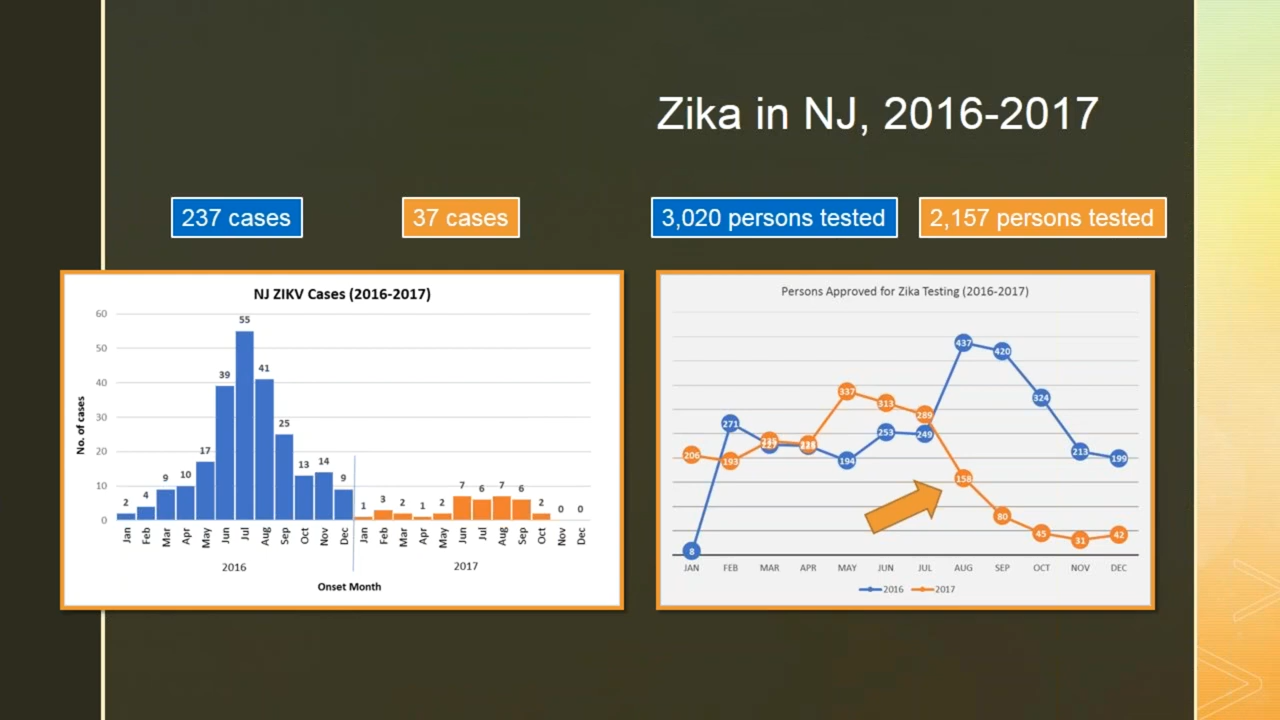 Zika in NJ, 2016-2017
237 cases
37 cases
3,020 persons tested
2,157 persons tested
NJ ZIKV Cases (2016-2017)
No. of cases
60
50
40
30
20
10
0
2
4
9
10
17
39
55
41
25
13
14
9
1
3
2
1
2
7
6
7
6
2
0
0
Jan
Feb
Mar
Apr
May
Jun
Jul
Aug
Sep
Oct
Nov
Dec
Jan
Feb
Mar
Apr
May
Jun
Jul
Aug
Sep
Oct
Nov
Dec
2016
2017
Onset Month
Persons Approved for Zika Testing (2016-2017)
8
271
194
253
249
437
420
324
213
199
206
193
337
313
289
158
80
45
31
42
JAN
FEB
MAR
APR
MAY
JUN
JUL
AUG
SEP
OCT
NOV
DEC
2016
2017